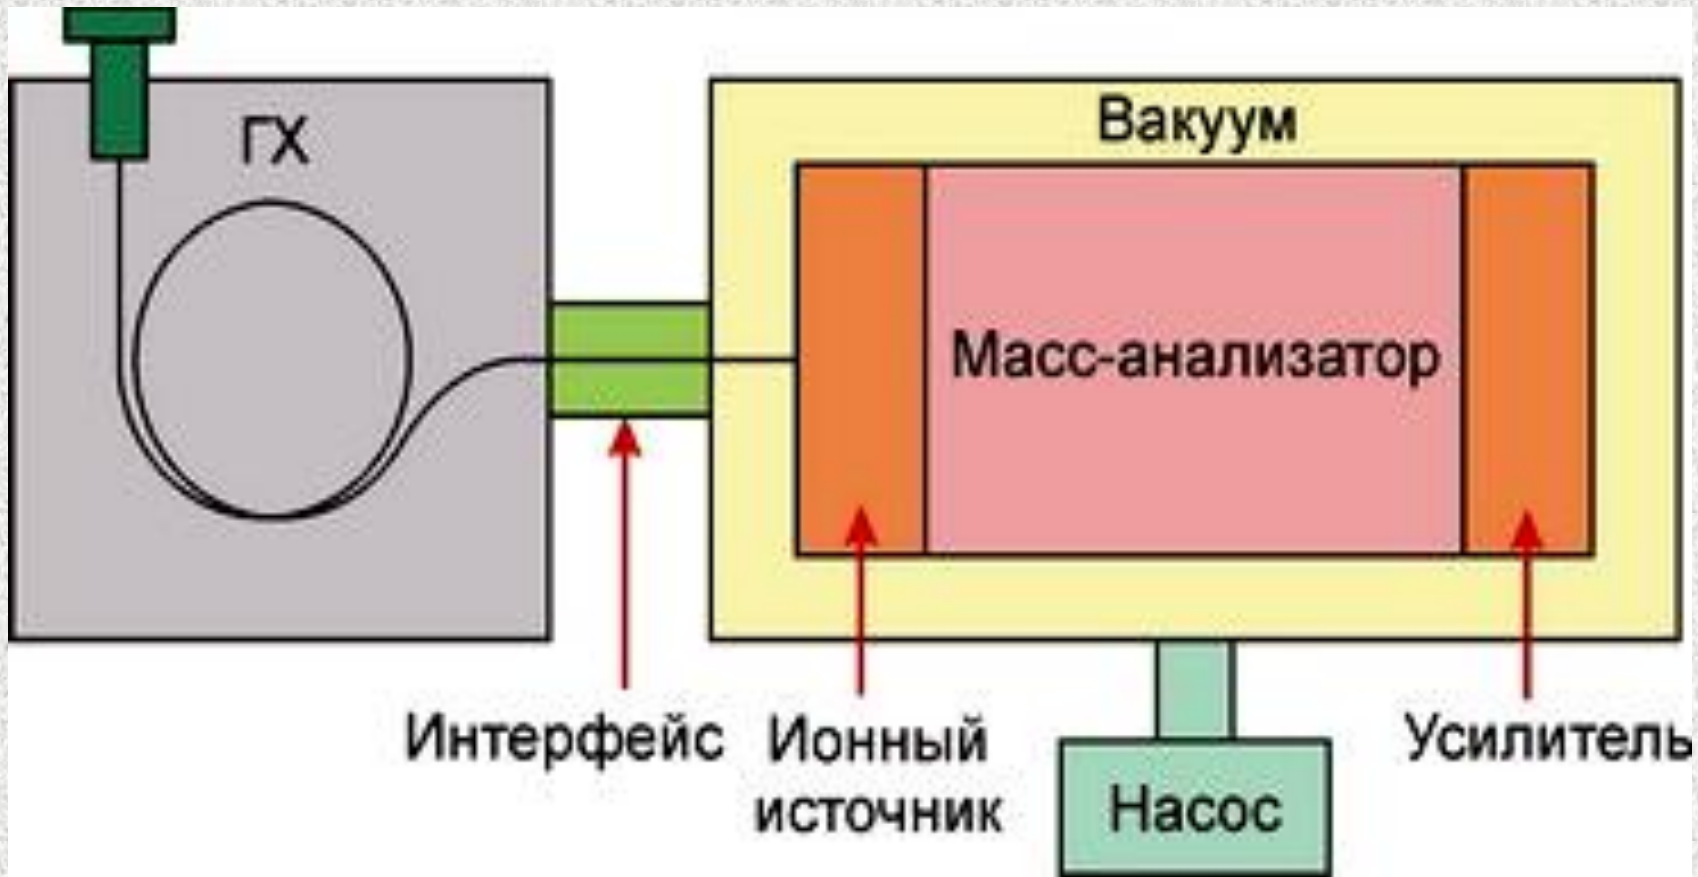 ГХ
Вакуум
Масс-анализатор
Интерфейс
Ионный
источник
Насос
Усилитель